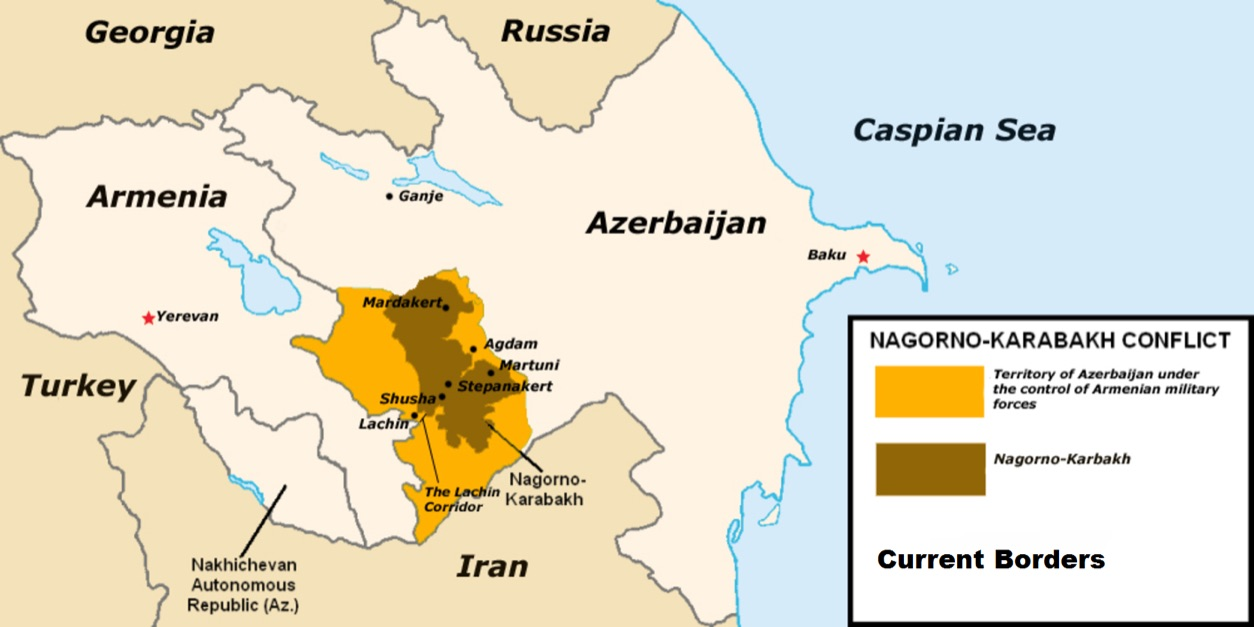 Georgia
Russia
Caspian Sea
Armenia
Ganje
Azerbaijan
Baku
Mardakert
Yerevan
Agdam
Martuni
Turkey
Stepanakert
Shusha
Lachin
Nagorno-
Karabakh
The Lachin
Corridor
Iran
Nakhichevan
Autonomous
Republic (Az.)
NAGORNO-KARABAKH CONFLICT
Territory of Azerbaijan under
the control of Armenian military
forces
Nagorno-Karbakh
Current Borders